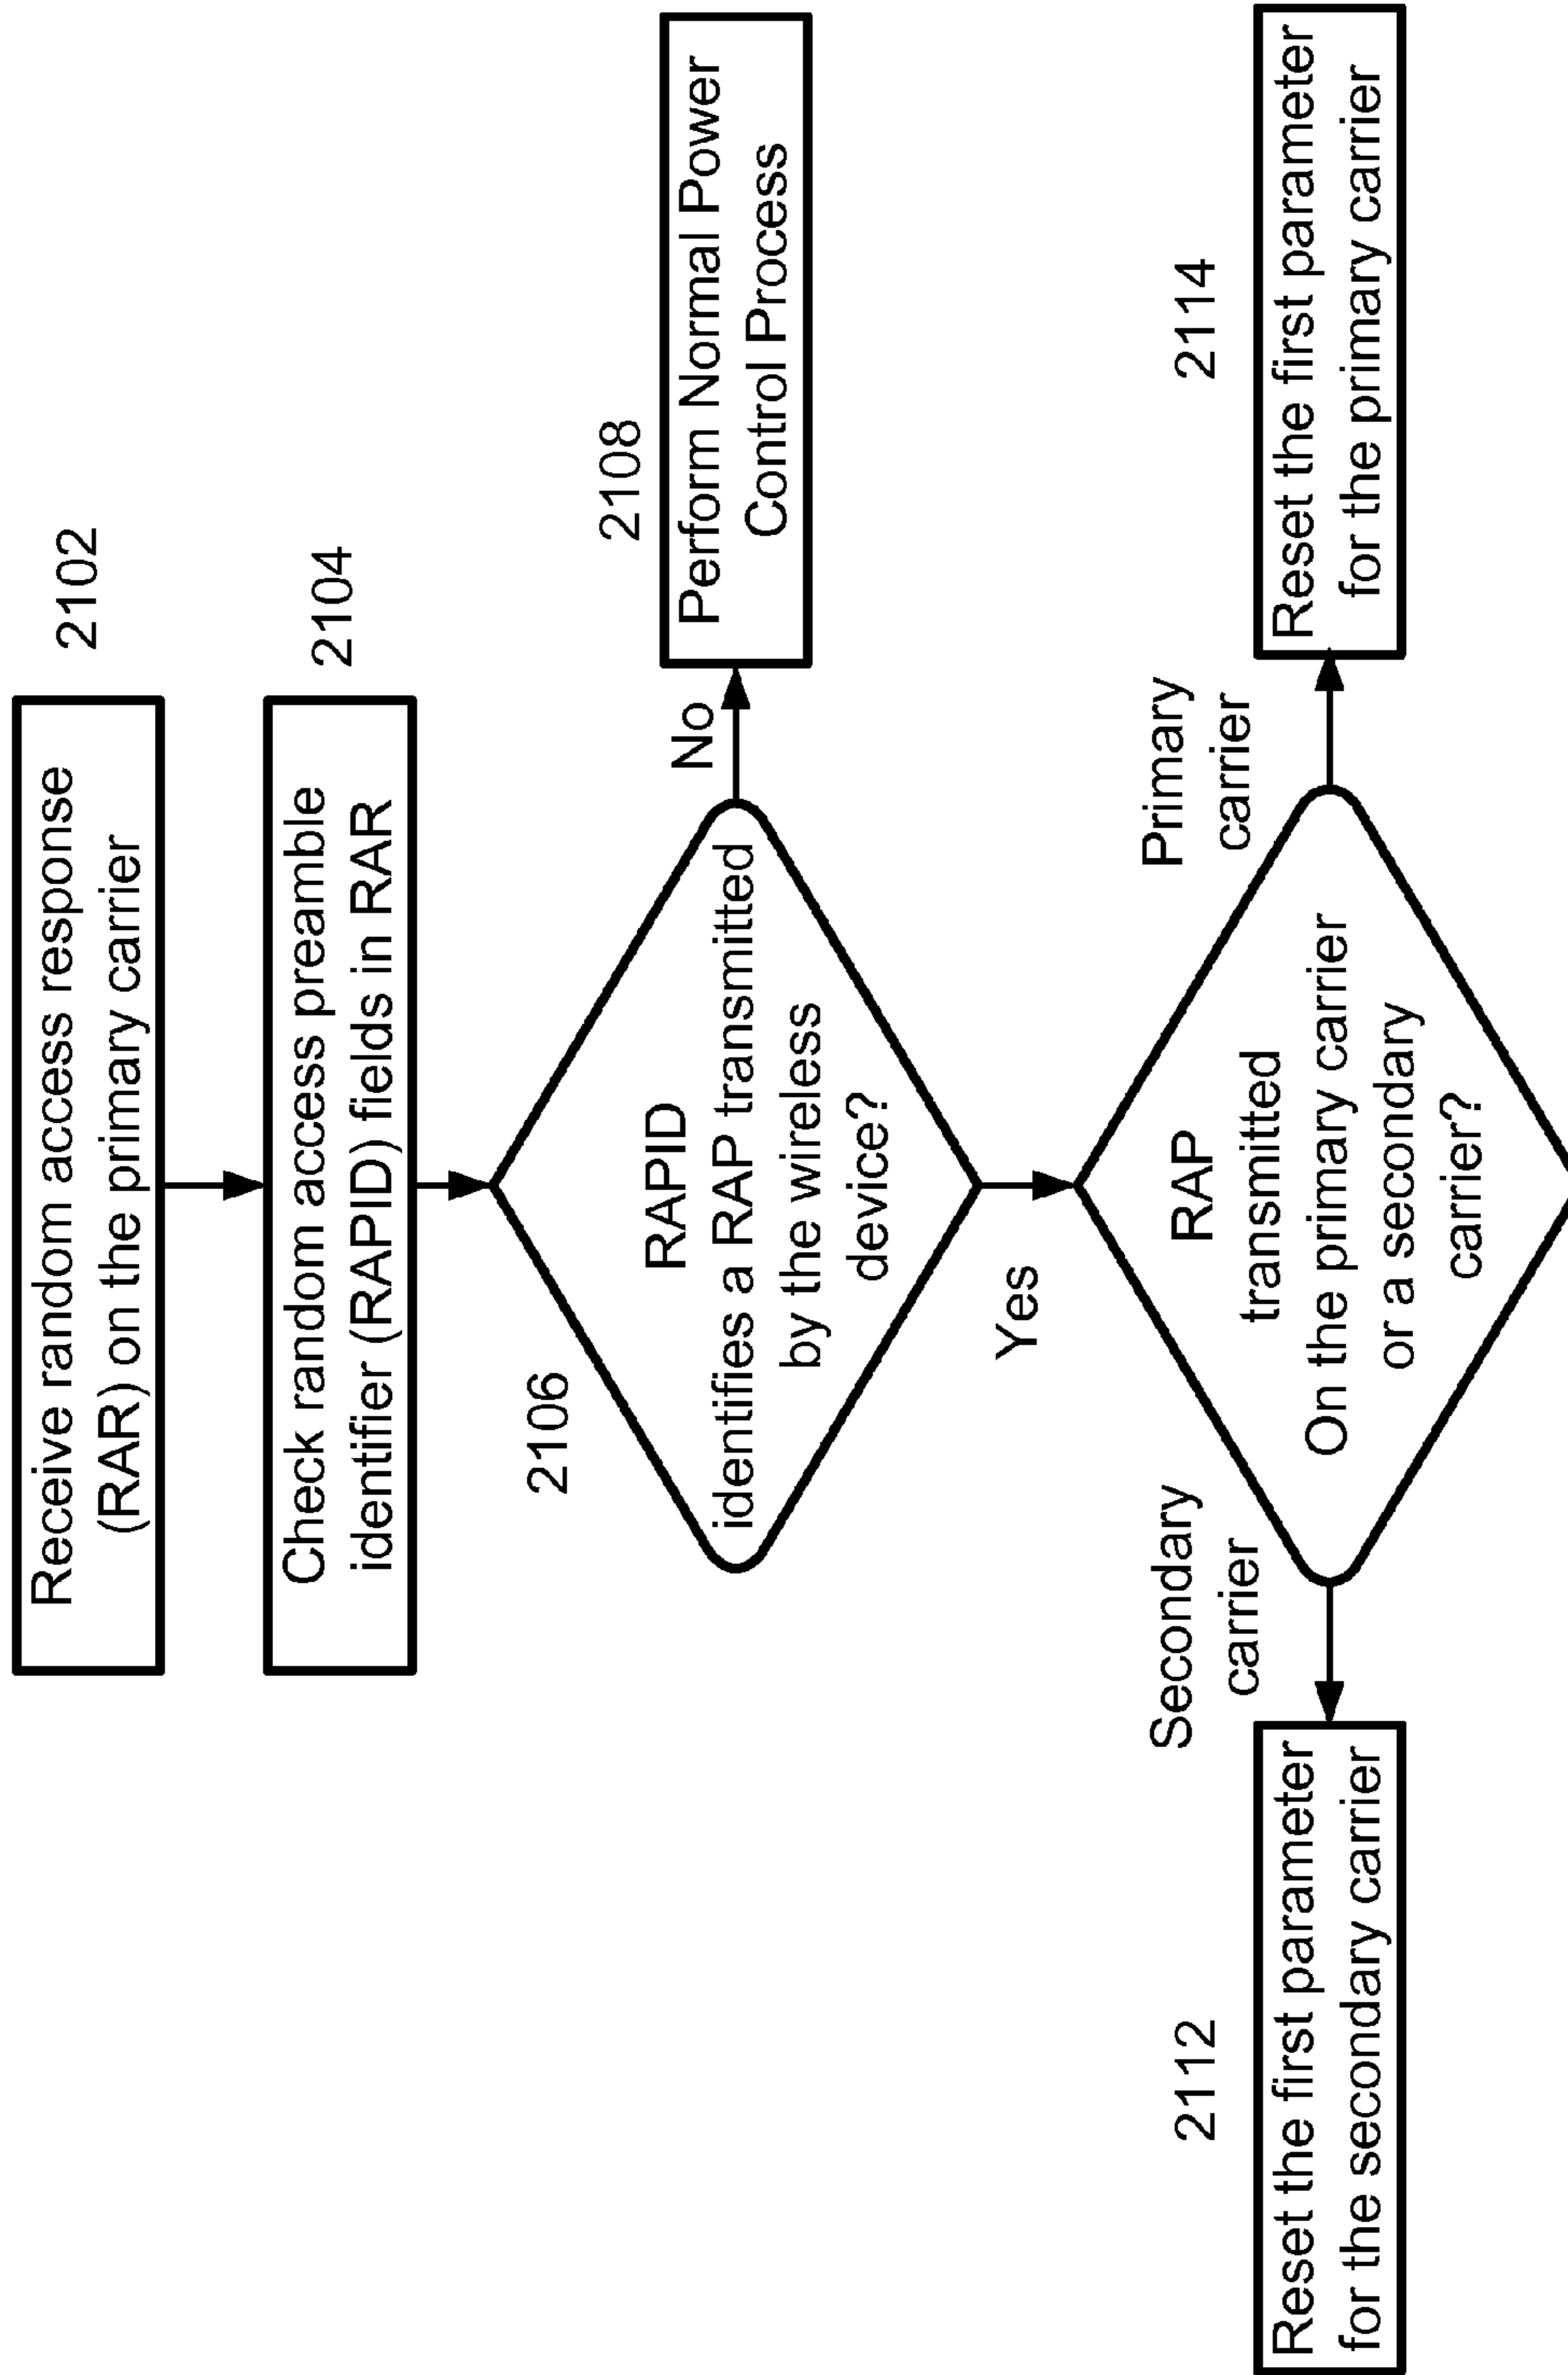 2102
Receive random access response
(RAR) on the primary carrier
2104
Check random access preamble
identifier (RAPID) fields in RAR
2106
RAPID
identifies a RAP transmitted
by the wireless
device?
No
2108
Perform Normal Power
Control Process
Yes
RAP
transmitted
On the primary carrier
or a secondary
carrier?
Secondary
carrier
Primary
carrier
2112
Reset the first parameter
for the secondary carrier
2114
Reset the first parameter
for the primary carrier